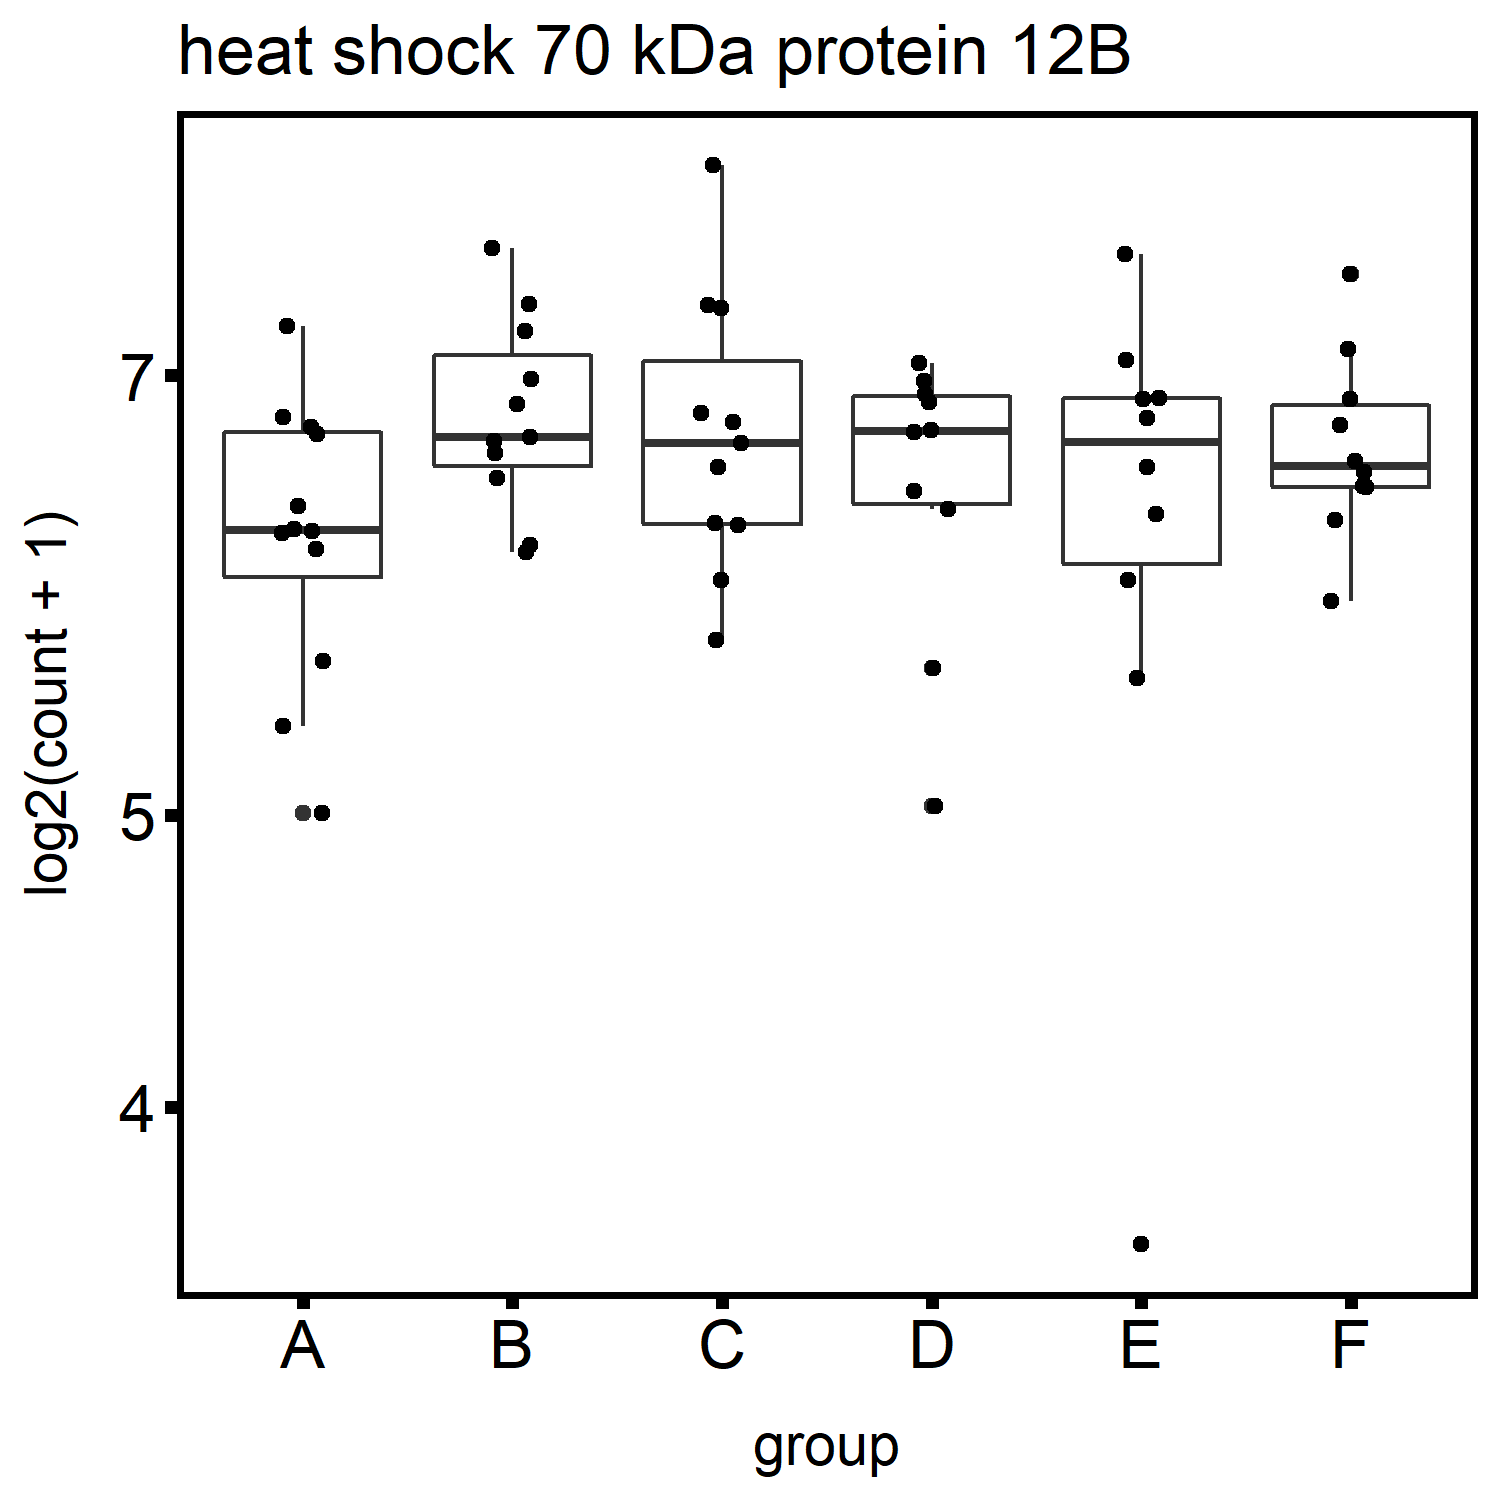 heat shock 70 kDa protein 12B
log2(count + 1)
7
5
4
A B C D E F
group